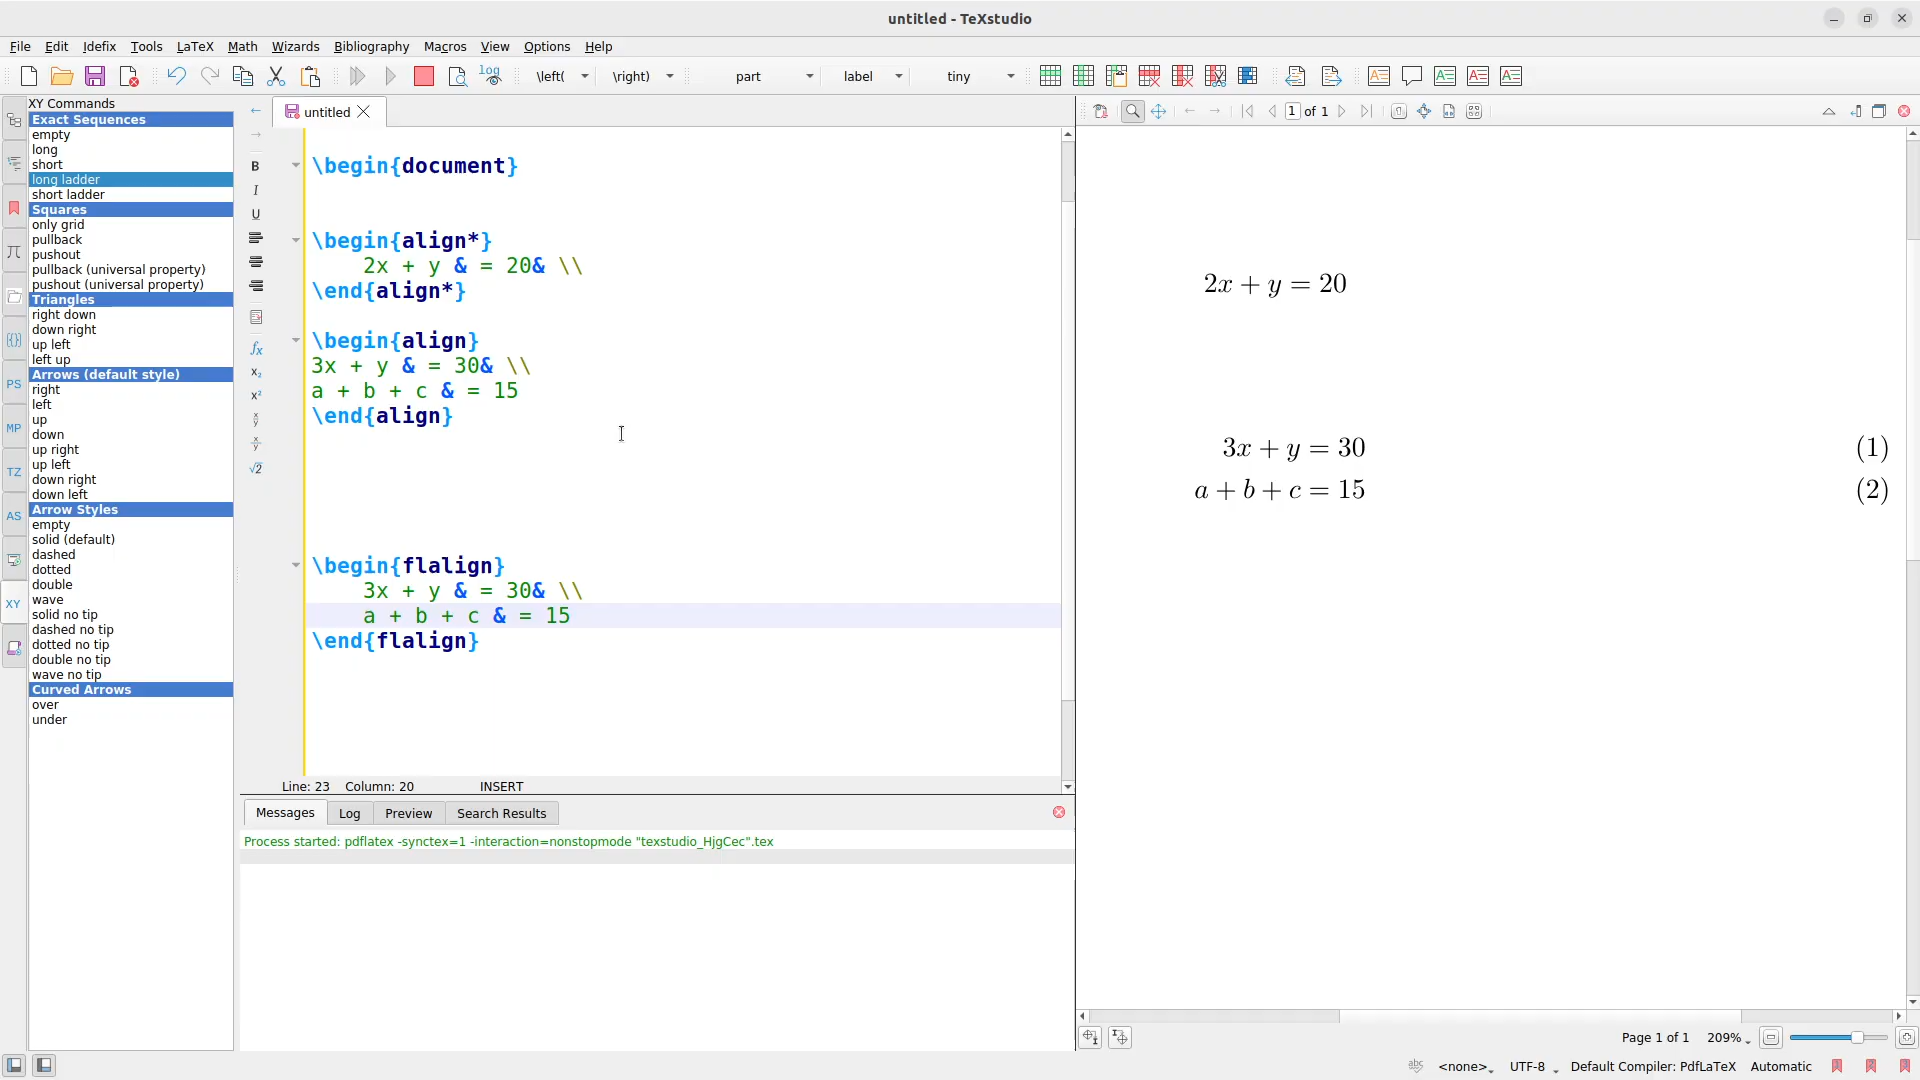 untitled - TeXstudio
File Edit Idefix Tools LaTeX Math Wizards Bibliography Macros View Options Help
log \left( \right) part label tiny
XY Commands
Exact Sequences
empty
long
short
long ladder
short ladder
Squares
only grid
pullback
pushout
pullback (universal property)
pushout (universal property)
Triangles
right down
down right
up left
left up
Arrows (default style)
right
left
up
down
up right
up left
down right
down left
Arrow Styles
empty
solid (default)
dashed
dotted
double
wave
solid no tip
dashed no tip
dotted no tip
double no tip
wave no tip
Curved Arrows
over
under
PS
MP
TZ
AS
XY
untitled
B
I
U
\begin{document}
\begin{align*}
2x + y & = 20& \\
\end{align*}
\begin{align}
3x + y & = 30& \\
a + b + c & = 15
\end{align}
\begin{flalign}
3x + y & = 30& \\
a + b + c & = 15
\end{flalign}
Line: 23 Column: 20 INSERT
Messages Log Preview Search Results
Process started: pdflatex -synctex=1 -interaction=nonstopmode "texstudio_HjgCec".tex
1 of 1
2x + y = 20
3x + y = 30 (1)
a + b + c = 15 (2)
Page 1 of 1 209%
<none> UTF-8 Default Compiler: PdfLaTeX Automatic